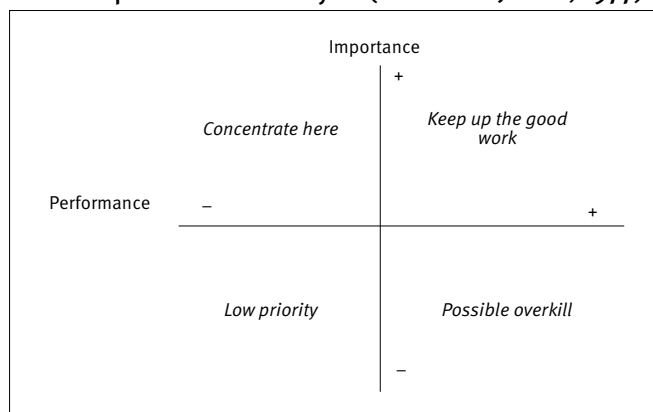 Importance
+
Concentrate here
Keep up the good
work
Performance
–
+
Low priority
Possible overkill
–